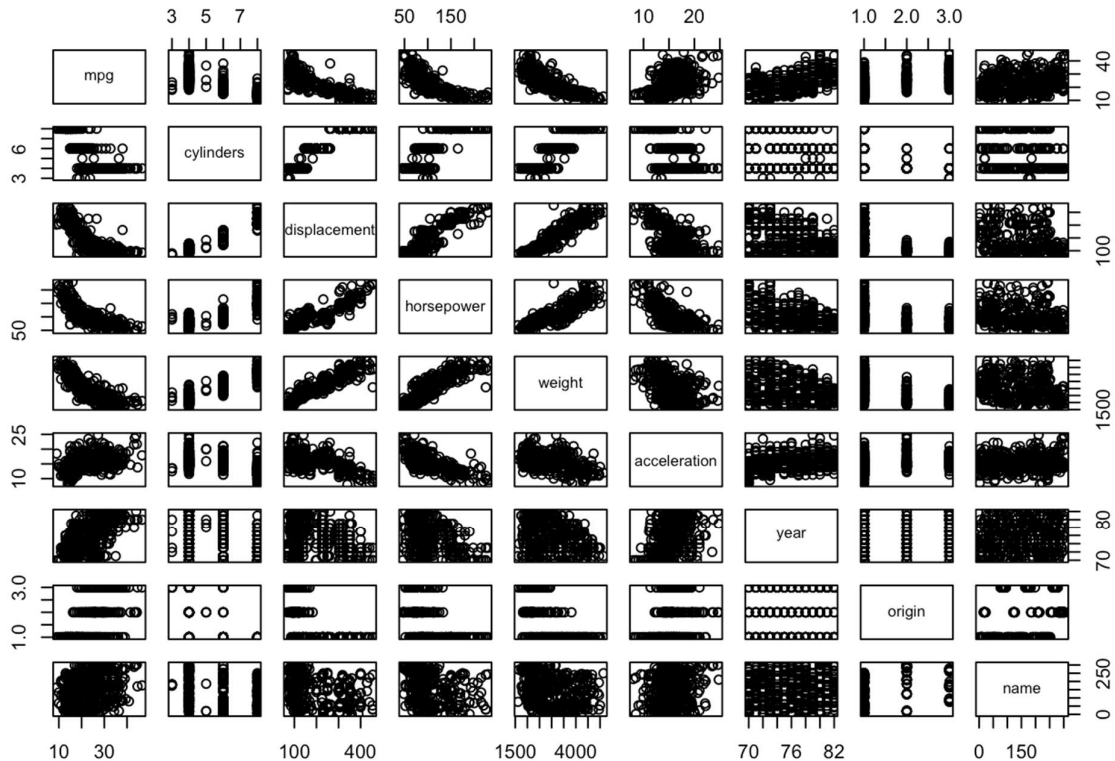 3 5 7 50 150 10 20 1.0 2.0 3.0
mpg 10 40
3 6 cylinders
displacement 100
50 horsepower
weight 1500
10 25 acceleration
year 70 80
1.0 3.0 origin
name 0 250
10 30 100 400 1500 4000 70 76 82 0 150